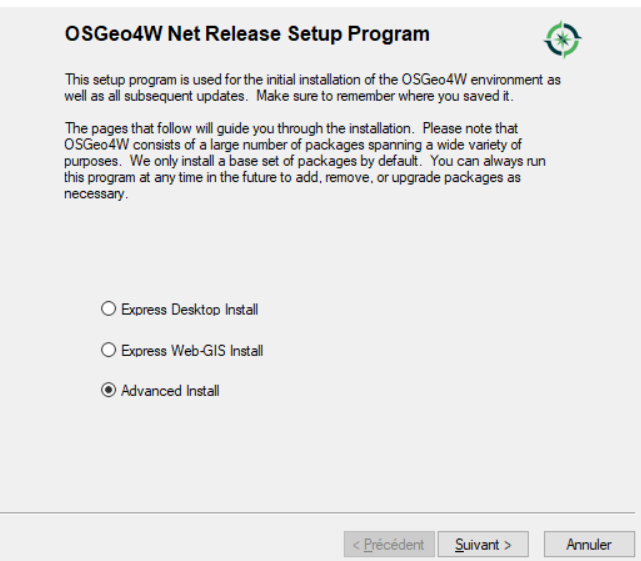 OSGeo4W Net Release Setup Program
This setup program is used for the initial installation of the OSGeo4W environment as
well as all subsequent updates.  Make sure to remember where you saved it.
The pages that follow will guide you through the installation.  Please note that
OSGeo4W consists of a large number of packages spanning a wide variety of
purposes.  We only install a base set of packages by default.  You can always run
this program at any time in the future to add, remove, or upgrade packages as
necessary.
Express Desktop Install
Express Web-GIS Install
Advanced Install
< Précédent
Suivant >
Annuler